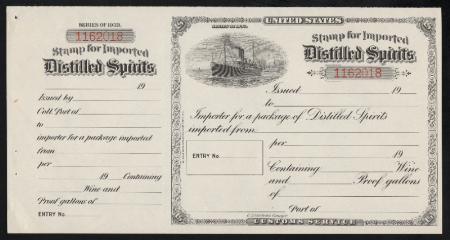 SERIES OF 1933.
1162018
Stamp for Imported
Distilled Spirits
19
Issued by
Coll. Port of
to
importer for a package imported
from
per
19 Containing
Wine and
Proof gallons of
ENTRY No.
UNITED STATES
Stamp for Imported
Distilled Spirits
1162018
Issued 19
to
Importer for a package of Distilled Spirits
imported from
per
19
ENTRY No.
Containing Wine
and Proof gallons
of
Port of
CUSTOMS SERVICE